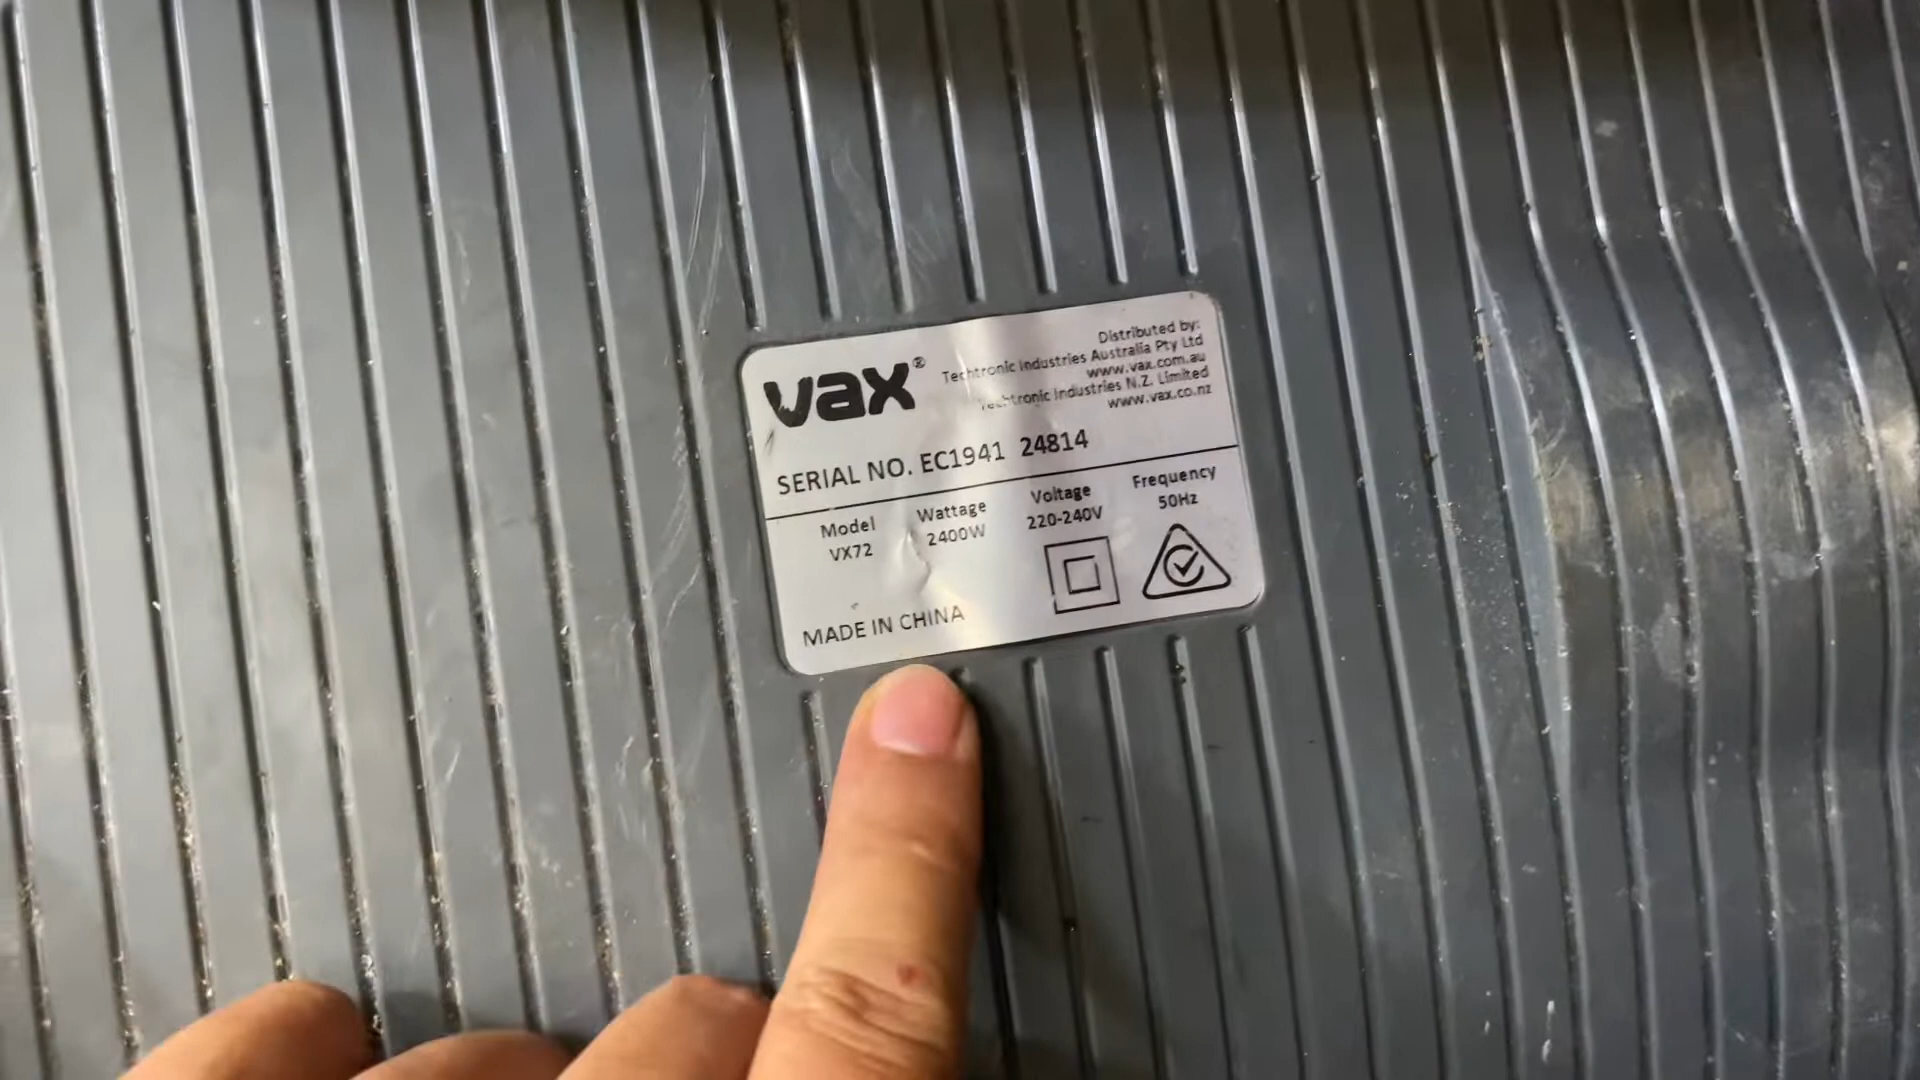 vax®
Distributed by:
Techtronic Industries Australia Pty Ltd
www.vax.com.au
Techtronic Industries N.Z. Limited
www.vax.co.nz
SERIAL NO. EC1941 24814
Model Wattage Voltage Frequency
VX72 2400W 220-240V 50Hz
MADE IN CHINA